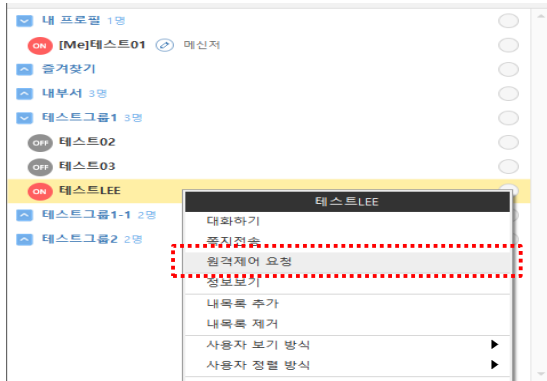 내 프로필 1명
ON [Me]테스트01 메신저
즐겨찾기
내부서 3명
테스트그룹1 3명
OFF 테스트02
OFF 테스트03
ON 테스트LEE
테스트그룹1-1 2명
테스트그룹2 2명
테스트LEE
대화하기
쪽지전송
원격제어 요청
정보보기
내목록 추가
내목록 제거
사용자 보기 방식
사용자 정렬 방식